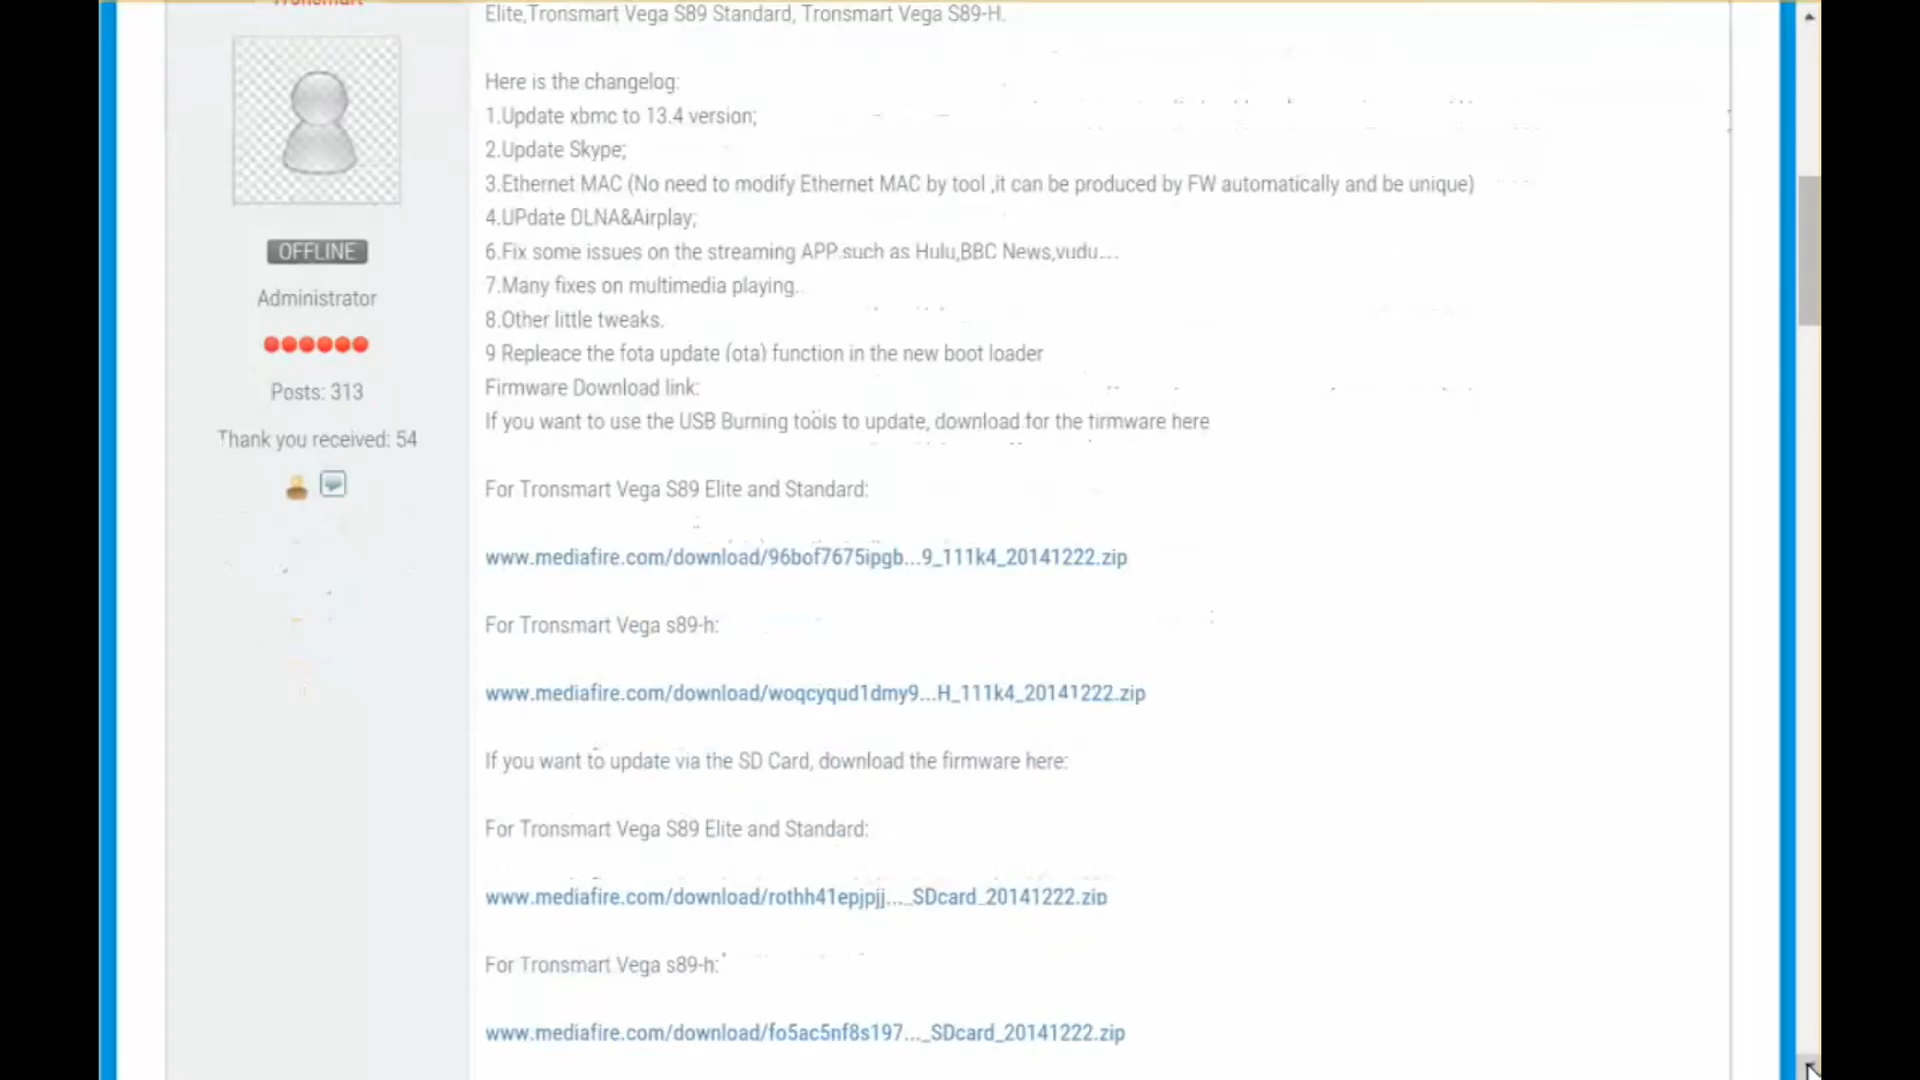 Tronsmart
Elite,Tronsmart Vega S89 Standard, Tronsmart Vega S89-H.
Here is the changelog:
1.Update xbmc to 13.4 version;
2.Update Skype;
3.Ethernet MAC (No need to modify Ethernet MAC by tool ,it can be produced by FW automatically and be unique)
4.UPdate DLNA&Airplay;
6.Fix some issues on the streaming APP.such as Hulu,BBC News,vudu...
7.Many fixes on multimedia playing.
8.Other little tweaks.
9 Repleace the fota update (ota) function in the new boot loader
Firmware Download link:
If you want to use the USB Burning tools to update, download for the firmware here
For Tronsmart Vega S89 Elite and Standard:
www.mediafire.com/download/96bof7675ipgb...9_111k4_20141222.zip
For Tronsmart Vega s89-h:
www.mediafire.com/download/woqcyqud1dmy9...H_111k4_20141222.zip
If you want to update via the SD Card, download the firmware here:
For Tronsmart Vega S89 Elite and Standard:
www.mediafire.com/download/rothh41epjpjj..._SDcard_20141222.zip
For Tronsmart Vega s89-h:
www.mediafire.com/download/fo5ac5nf8s197..._SDcard_20141222.zip
OFFLINE
Administrator
Posts: 313
Thank you received: 54